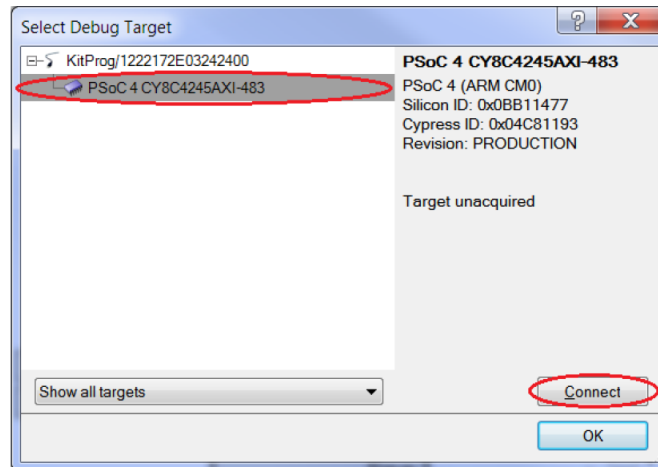 Select Debug Target
KitProg/1222172E03242400
PSoC 4 CY8C4245AXI-483
PSoC 4 CY8C4245AXI-483
PSoC 4 (ARM CM0)
Silicon ID: 0x0BB11477
Cypress ID: 0x04C81193
Revision: PRODUCTION
Target unacquired
Show all targets
Connect
OK